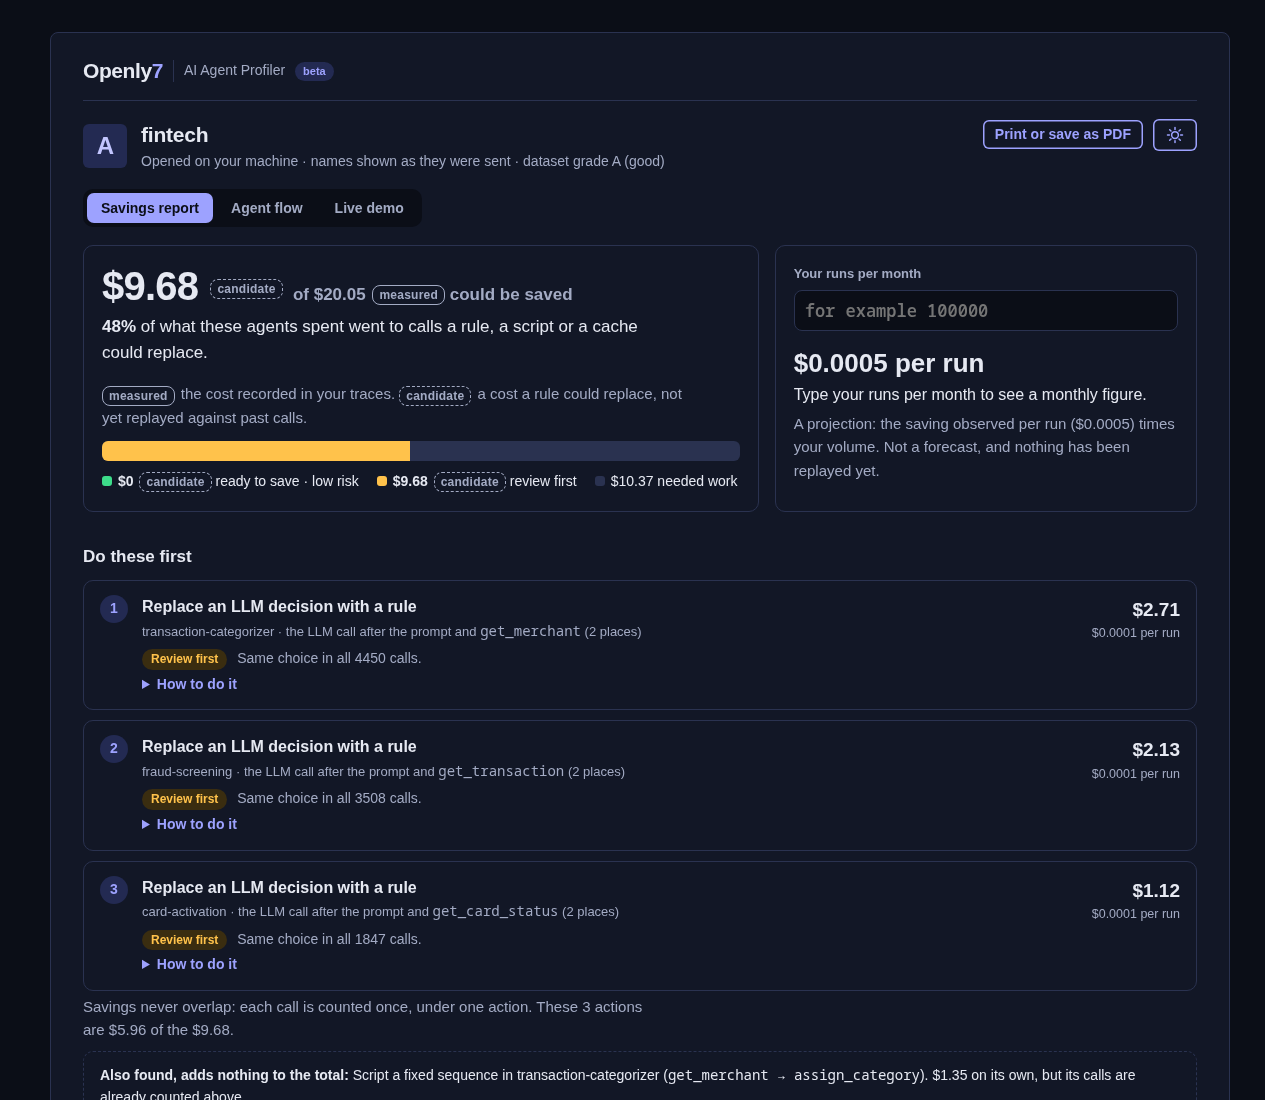 Openly7 AI Agent Profiler beta
A
fintech
Opened on your machine · names shown as they were sent · dataset grade A (good)
Print or save as PDF
Savings report Agent flow Live demo
$9.68 candidate of $20.05 measured could be saved
48% of what these agents spent went to calls a rule, a script or a cache
could replace.
measured the cost recorded in your traces. candidate a cost a rule could replace, not
yet replayed against past calls.
$0 candidate ready to save · low risk $9.68 candidate review first $10.37 needed work
Your runs per month
for example 100000
$0.0005 per run
Type your runs per month to see a monthly figure.
A projection: the saving observed per run ($0.0005) times
your volume. Not a forecast, and nothing has been
replayed yet.
Do these first
1 Replace an LLM decision with a rule $2.71
transaction-categorizer · the LLM call after the prompt and get_merchant (2 places) $0.0001 per run
Review first Same choice in all 4450 calls.
▶ How to do it
2 Replace an LLM decision with a rule $2.13
fraud-screening · the LLM call after the prompt and get_transaction (2 places) $0.0001 per run
Review first Same choice in all 3508 calls.
▶ How to do it
3 Replace an LLM decision with a rule $1.12
card-activation · the LLM call after the prompt and get_card_status (2 places) $0.0001 per run
Review first Same choice in all 1847 calls.
▶ How to do it
Savings never overlap: each call is counted once, under one action. These 3 actions
are $5.96 of the $9.68.
Also found, adds nothing to the total: Script a fixed sequence in transaction-categorizer (get_merchant → assign_category). $1.35 on its own, but its calls are
already counted above.